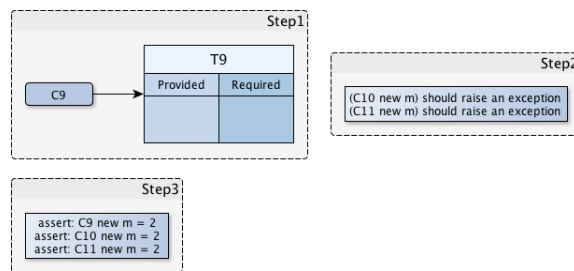 Step1
T9
Provided Required
C9
Step2
(C10 new m) should raise an exception
(C11 new m) should raise an exception
Step3
assert: C9 new m = 2
assert: C10 new m = 2
assert: C11 new m = 2